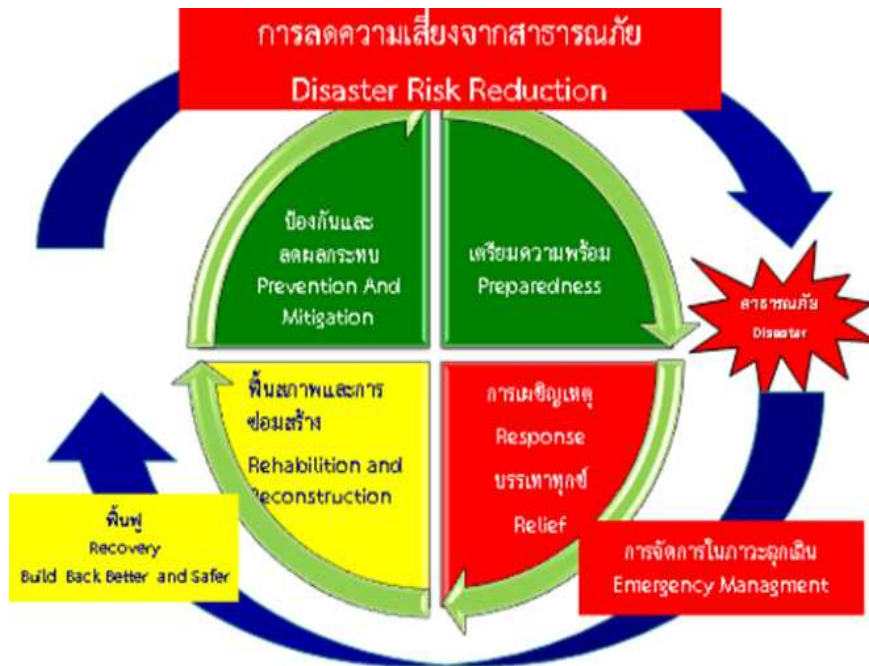 การลดความเสี่ยงจากสาธารณภัย
Disaster Risk Reduction
ป้องกันและ
ลดผลกระทบ
Prevention And
Mitigation
เตรียมความพร้อม
Preparedness
สาธารณภัย
Disaster
ฟื้นสภาพและการ
ซ่อมสร้าง
Rehabilition and
Reconstruction
การเผชิญเหตุ
Response
บรรเทาทุกข์
Relief
ฟื้นฟู
Recovery
Build Back Better and Safer
การจัดการในภาวะฉุกเฉิน
Emergency Managment